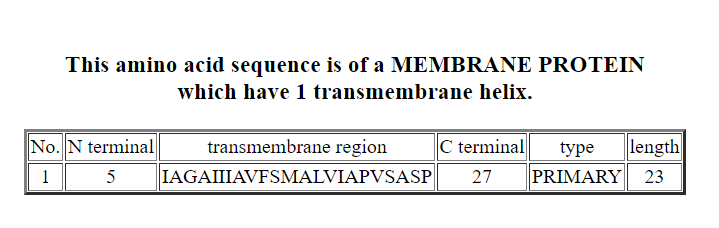 This amino acid sequence is of a MEMBRANE PROTEIN
which have 1 transmembrane helix.
No. N terminal transmembrane region C terminal type length
1 5 IAGAIIIAVFSMALVIAPVSASP 27 PRIMARY 23